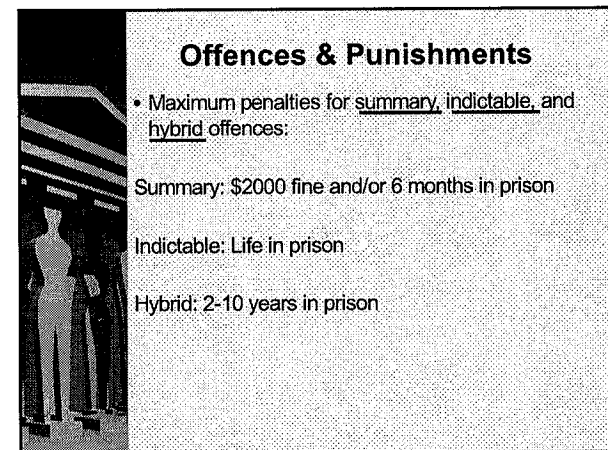 Offences & Punishments
• Maximum penalties for summary, indictable, and
hybrid offences:
Summary: $2000 fine and/or 6 months in prison
Indictable: Life in prison
Hybrid: 2-10 years in prison